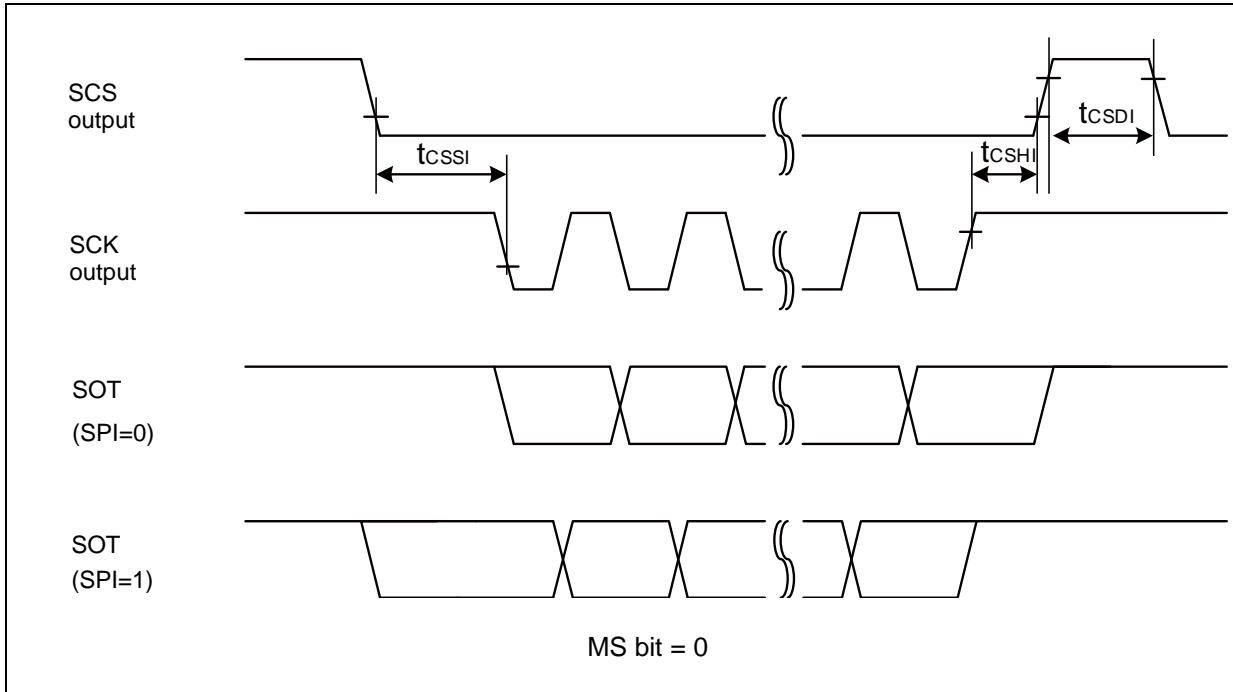 SCS
output
tCSDI
tCSSI
tCSHI
SCK
output
SOT
(SPI=0)
SOT
(SPI=1)
MS bit = 0